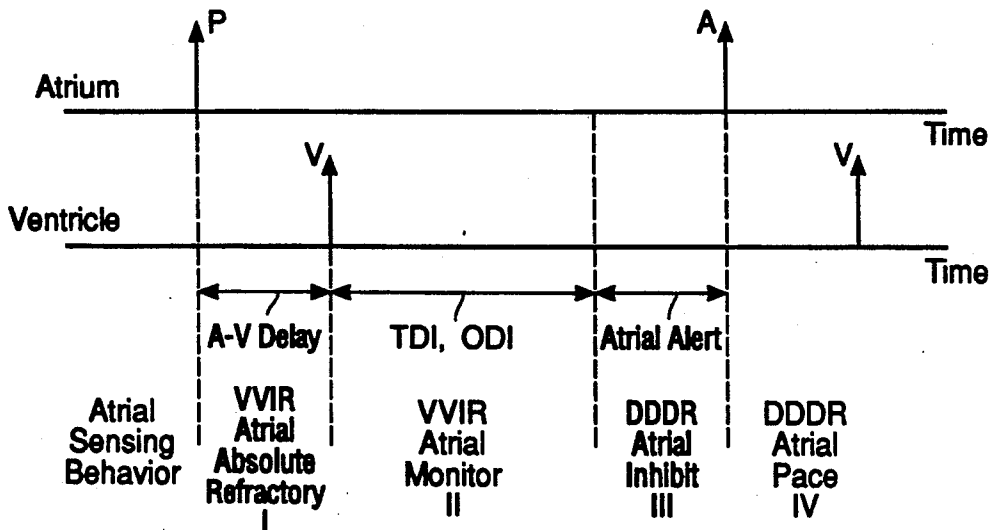 P
A
Atrium
Time
V
V
Ventricle
Time
A-V Delay
TDI, ODI
Atrial Alert
Atrial
Sensing
Behavior
VVIR
Atrial
Absolute
Refractory
I
VVIR
Atrial
Monitor
II
DDDR
Atrial
Inhibit
III
DDDR
Atrial
Pace
IV